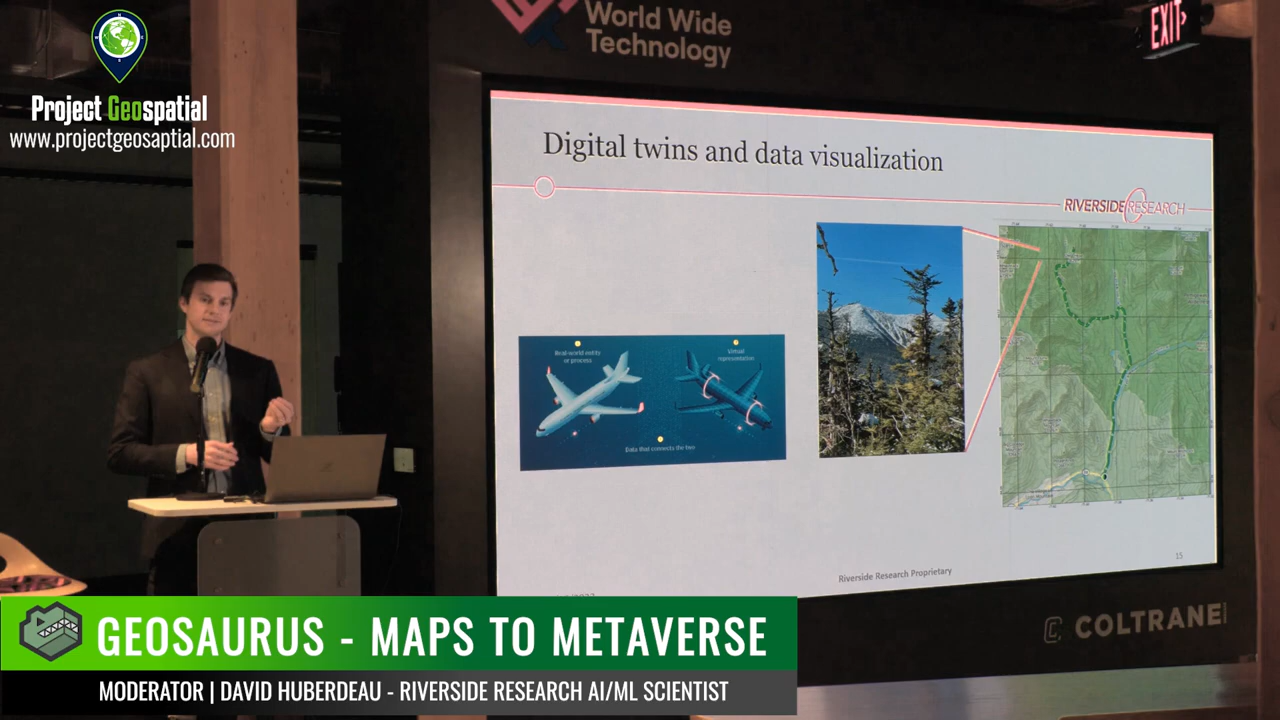 Project Geospatial
www.projectgeosaptial.com
World Wide
Technology
EXIT
Digital twins and data visualization
RIVERSIDE RESEARCH
Real-world entity
or process
Virtual
representation
Data that connects the two
15
Riverside Research Proprietary
COLTRANE
GEOSAURUS - MAPS TO METAVERSE
MODERATOR | DAVID HUBERDEAU - RIVERSIDE RESEARCH AI/ML SCIENTIST